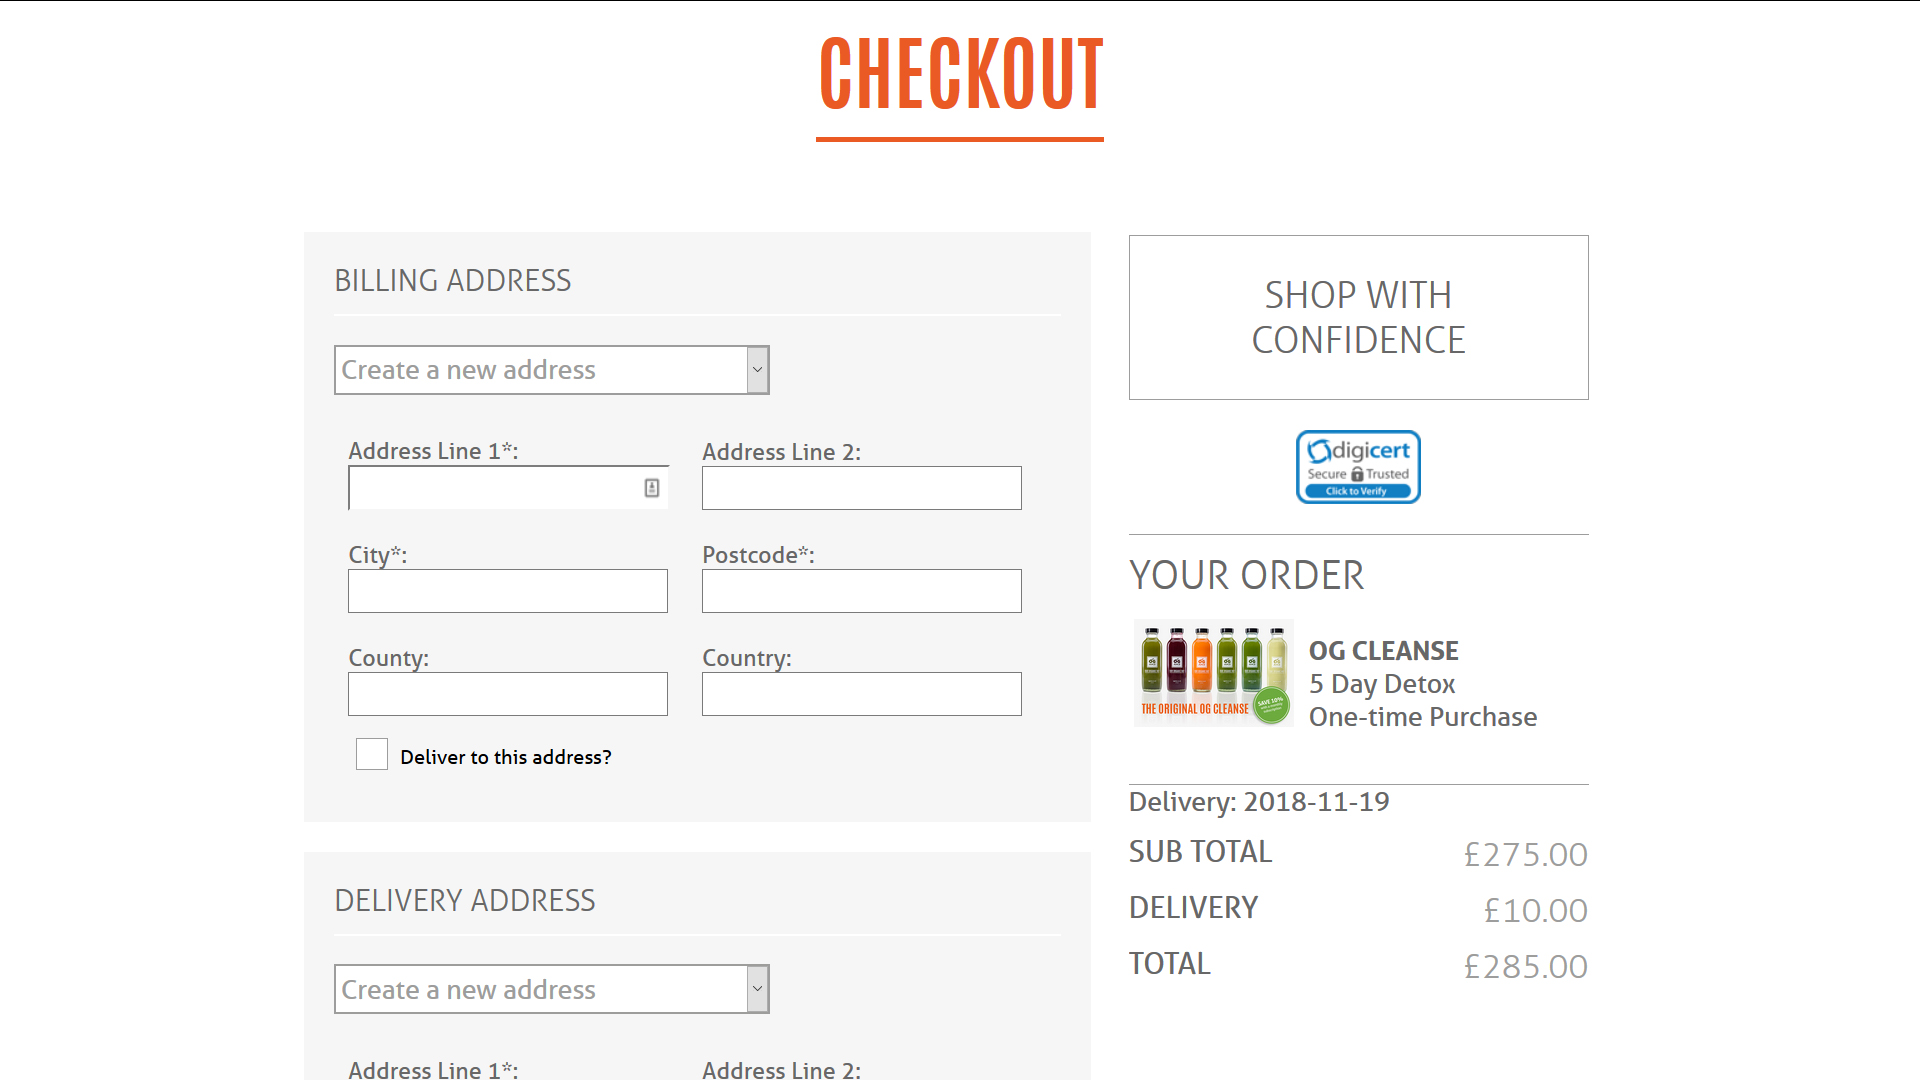 CHECKOUT
BILLING ADDRESS
Create a new address
Address Line 1*:
Address Line 2:
City*:
Postcode*:
County:
Country:
Deliver to this address?
DELIVERY ADDRESS
Create a new address
Address Line 1*:
Address Line 2:
SHOP WITH
CONFIDENCE
digicert
Secure Trusted
Click to Verify
YOUR ORDER
THE ORIGINAL OG CLEANSE
SAVE 10%
OG CLEANSE
5 Day Detox
One-time Purchase
Delivery: 2018-11-19
SUB TOTAL £275.00
DELIVERY £10.00
TOTAL £285.00